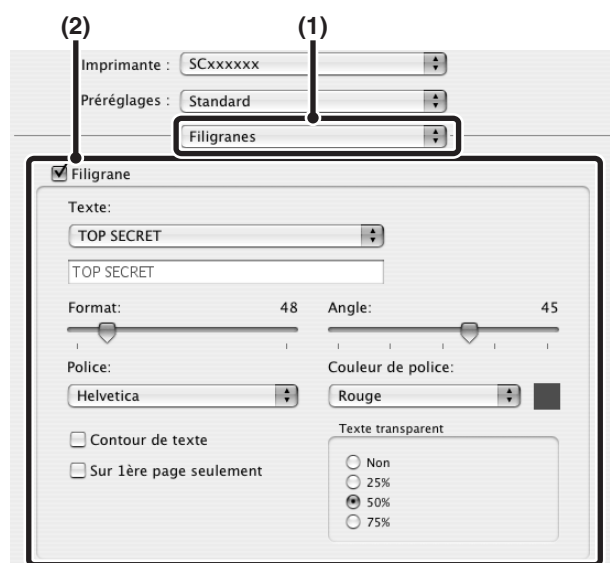 (2) (1)
Imprimante : SCxxxxxx
Préréglages : Standard
Filigranes
Filigrane
Texte:
TOP SECRET
TOP SECRET
Format: 48 Angle: 45
Police: Couleur de police:
Helvetica Rouge
Contour de texte Texte transparent
Sur 1ère page seulement Non
25%
50%
75%